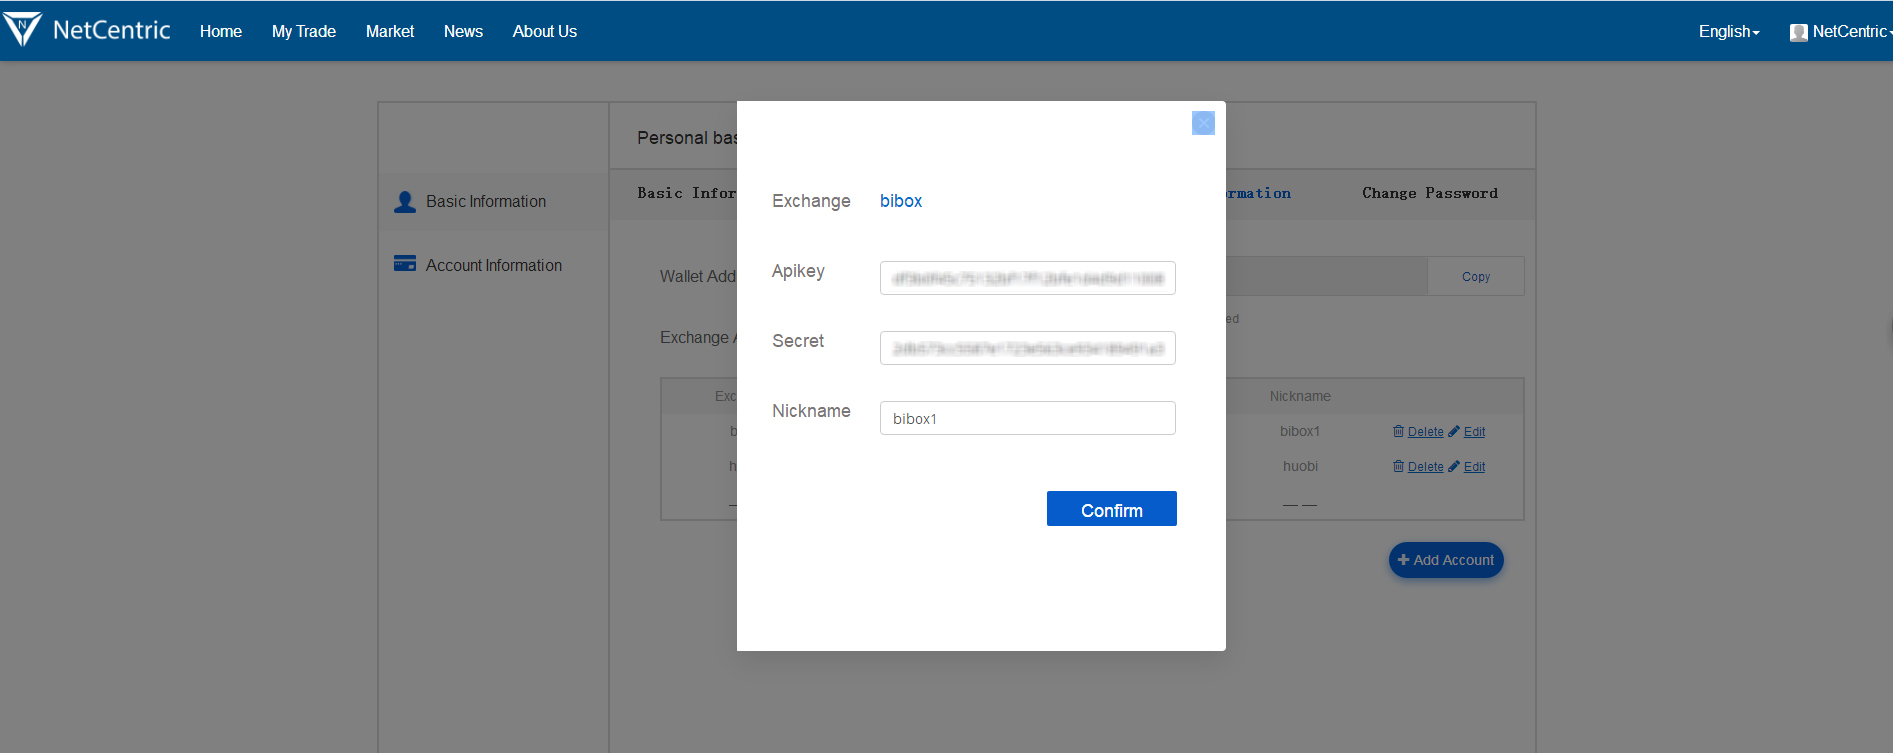 NetCentric Home My Trade Market News About Us English NetCentric
Personal bas
Basic Infor rmation Change Password
Basic Information
Account Information
Wallet Add Copy
ed
Exchange A
Exc Nickname
b bibox1 Delete Edit
h huobi Delete Edit
— —
+ Add Account
Exchange bibox
Apikey
Secret
Nickname bibox1
Confirm